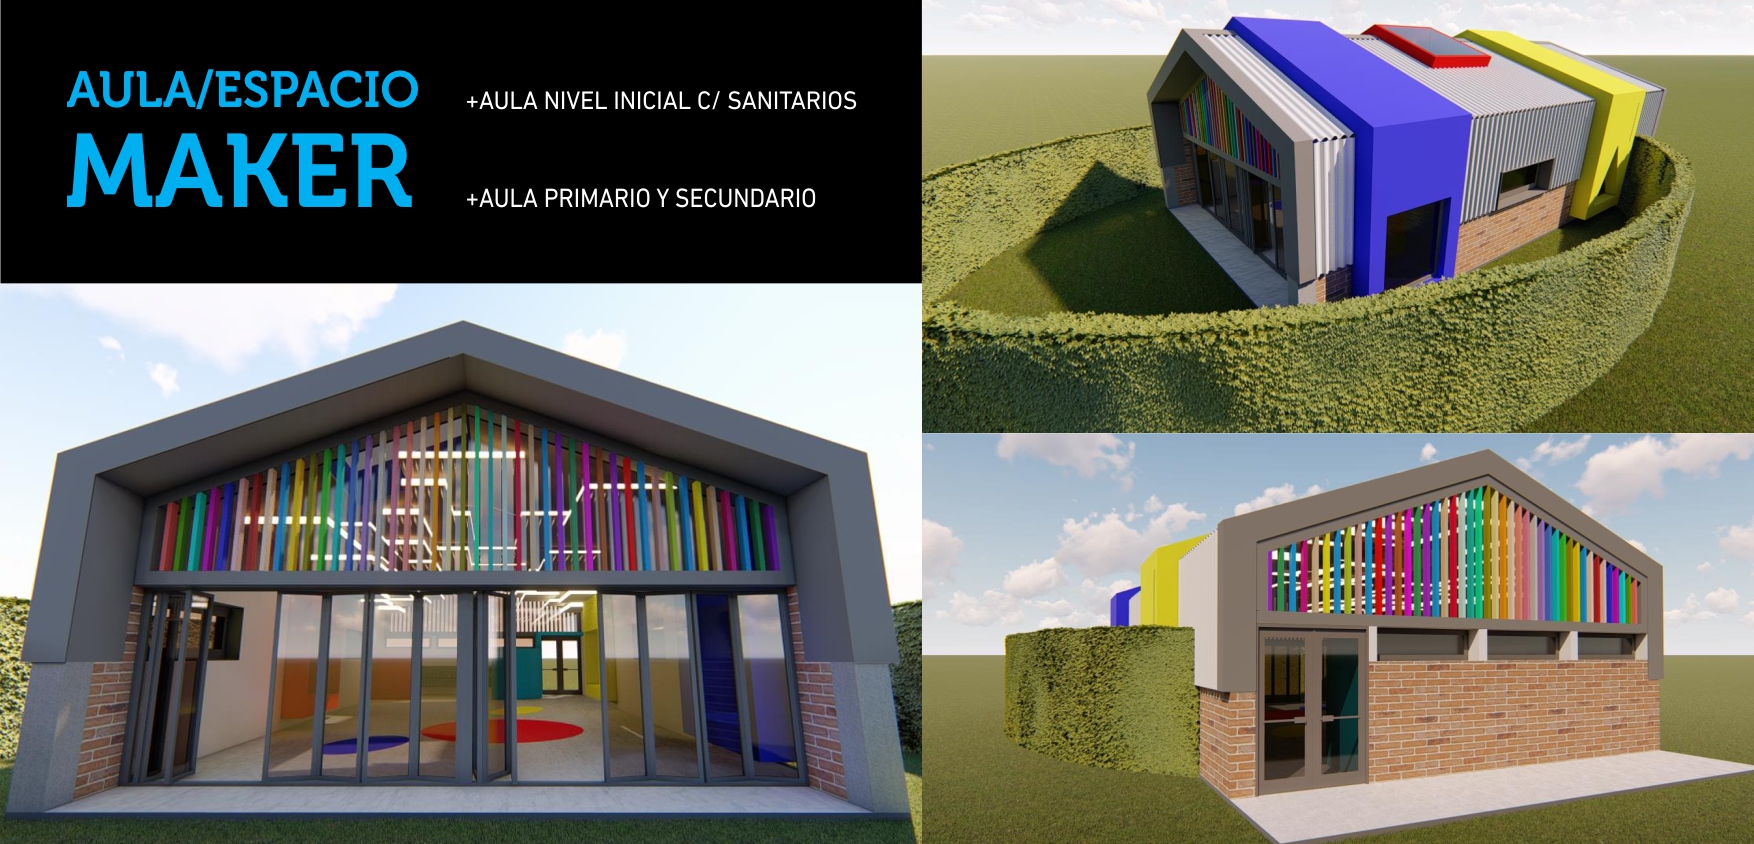 AULA/ESPACIO
MAKER
+AULA NIVEL INICIAL C/ SANITARIOS
+AULA PRIMARIO Y SECUNDARIO